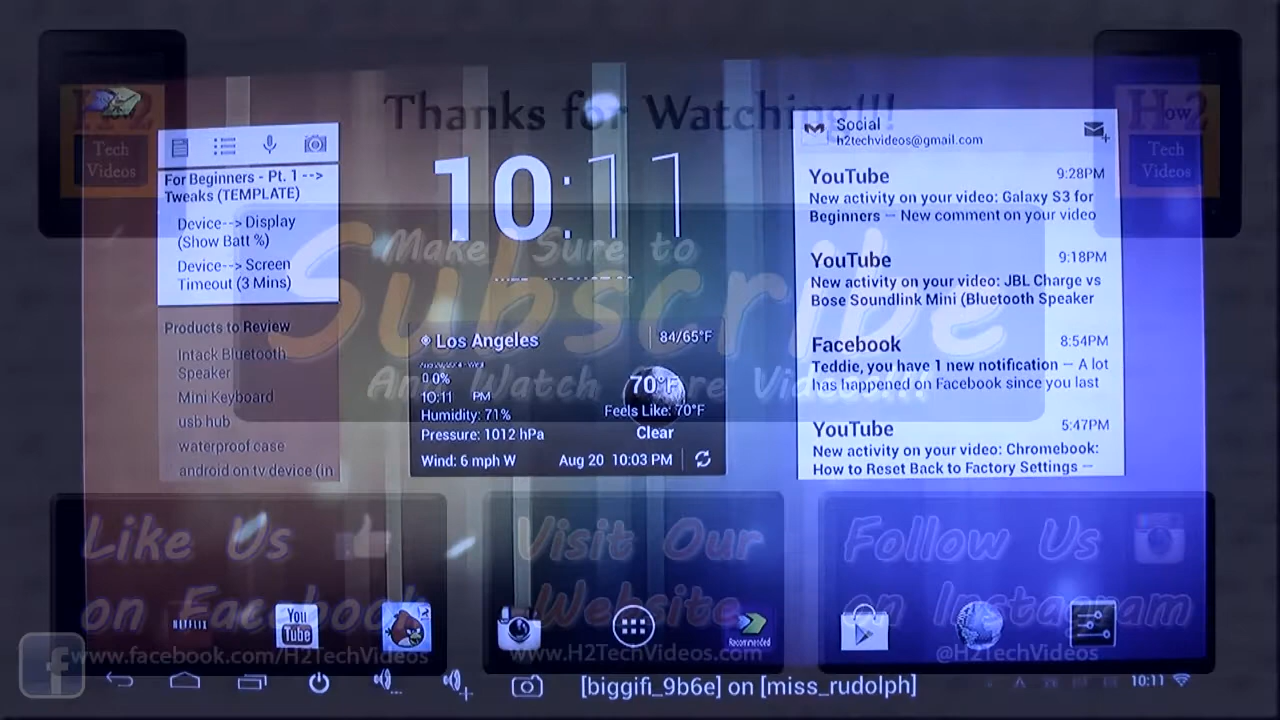 Thanks for Watching!!!
H 2
Tech
Videos
How
H 2
Tech
Videos
For Beginners - Pt. 1 -->
Tweaks (TEMPLATE)
Device--> Display
(Show Batt %)
Device--> Screen
Timeout (3 Mins)
Products to Review
Intack Bluetooth
Speaker
Mini Keyboard
usb hub
waterproof case
android on tv device (in
10:11
Make Sure to
Subscribe
And Watch More Videos!!!
Los Angeles
84/65°F
0.0%
10:11 PM
Humidity: 71%
Pressure: 1012 hPa
Wind: 6 mph W
70°F
Feels Like: 70°F
Clear
Aug 20 10:03 PM
Social
h2techvideos@gmail.com
YouTube 9:28PM
New activity on your video: Galaxy S3 for
Beginners — New comment on your video
YouTube 9:18PM
New activity on your video: JBL Charge vs
Bose Soundlink Mini (Bluetooth Speaker
Facebook 8:54PM
Teddie, you have 1 new notification — A lot
has happened on Facebook since you last
YouTube 5:47PM
New activity on your video: Chromebook:
How to Reset Back to Factory Settings —
Like Us
on Facebook
www.facebook.com/H2TechVideos
Visit Our
Website
www.H2TechVideos.com
Follow Us
on Instagram
@H2TechVideos
NETFLIX
You
Tube
Recommended
[biggifi_9b6e] on [miss_rudolph]
10:11